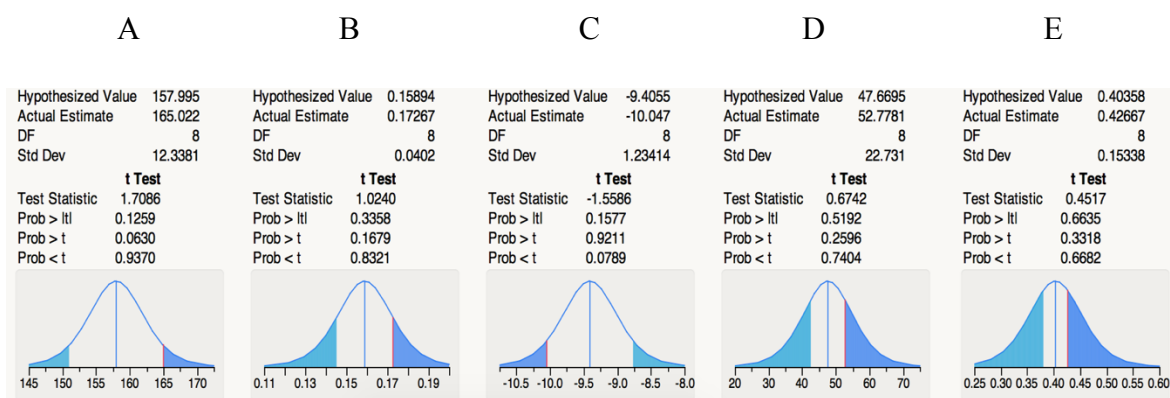 A B C D E
Hypothesized Value 157.995
Actual Estimate 165.022
DF 8
Std Dev 12.3381
t Test
Test Statistic 1.7086
Prob > ltl 0.1259
Prob > t 0.0630
Prob < t 0.9370
145 150 155 160 165 170
Hypothesized Value 0.15894
Actual Estimate 0.17267
DF 8
Std Dev 0.0402
t Test
Test Statistic 1.0240
Prob > ltl 0.3358
Prob > t 0.1679
Prob < t 0.8321
0.11 0.13 0.15 0.17 0.19
Hypothesized Value -9.4055
Actual Estimate -10.047
DF 8
Std Dev 1.23414
t Test
Test Statistic -1.5586
Prob > ltl 0.1577
Prob > t 0.9211
Prob < t 0.0789
-10.5 -10.0 -9.5 -9.0 -8.5 -8.0
Hypothesized Value 47.6695
Actual Estimate 52.7781
DF 8
Std Dev 22.731
t Test
Test Statistic 0.6742
Prob > ltl 0.5192
Prob > t 0.2596
Prob < t 0.7404
20 30 40 50 60 70
Hypothesized Value 0.40358
Actual Estimate 0.42667
DF 8
Std Dev 0.15338
t Test
Test Statistic 0.4517
Prob > ltl 0.6635
Prob > t 0.3318
Prob < t 0.6682
0.25 0.30 0.35 0.40 0.45 0.50 0.55 0.60